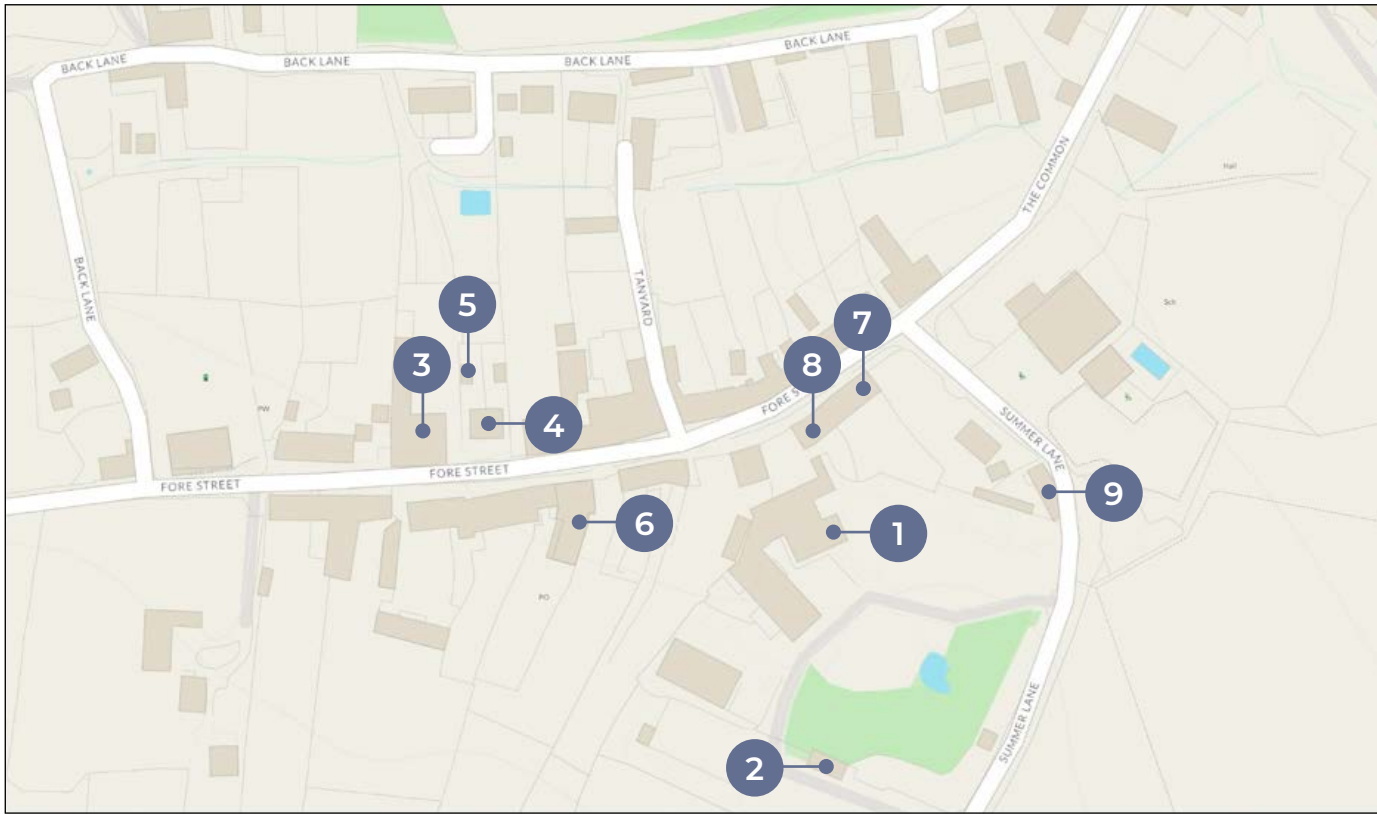 BACK LANE
BACK LANE
BACK LANE
BACK LANE
THE COMMON
Hall
BACK LANE
TANYARD
5
7
Sch
3
8
FORE S
4
PW
SUMMER LANE
FORE STREET
FORE STREET
9
6
1
PO
SUMMER LANE
2